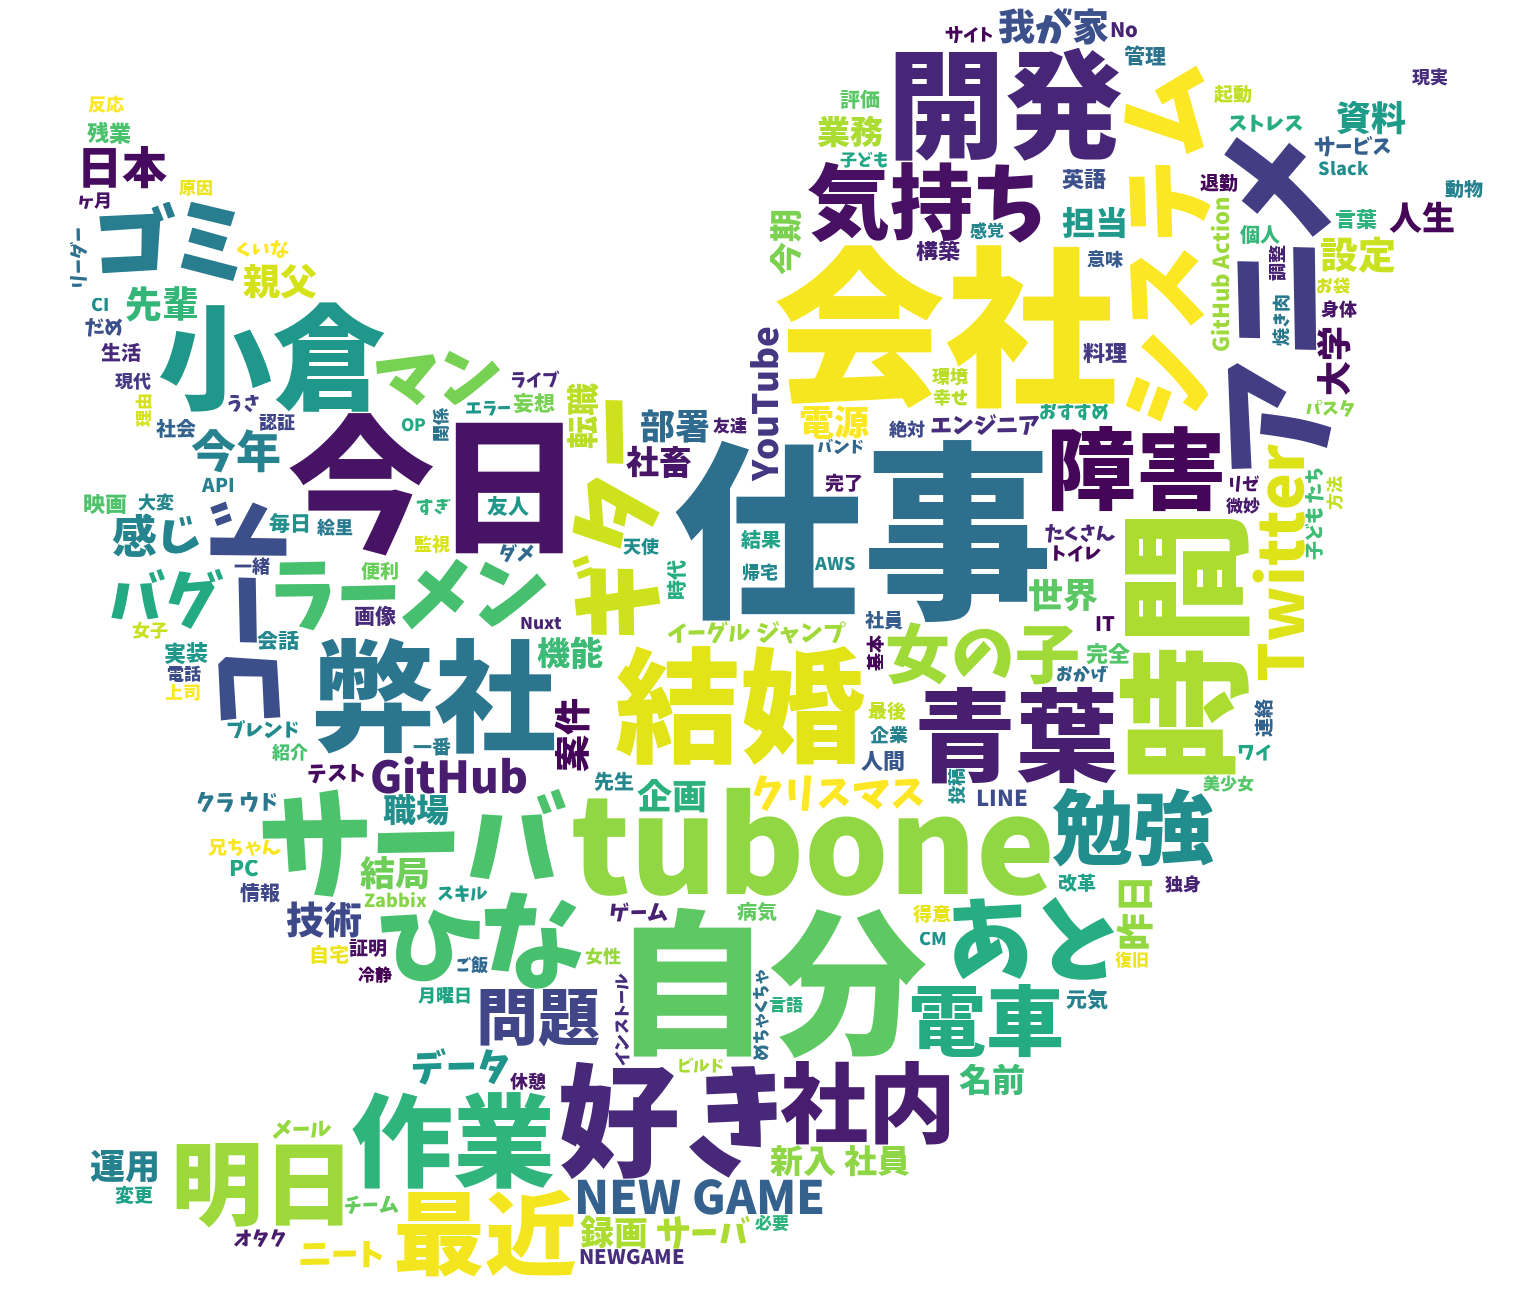 我が家
No
サイト
管理
開発
現実
反応
評価
起動
残業
業務
システム
ストレス
資料
日本
子ども
サービス
アニメ
Slack
気持ち
英語
退勤
動物
原因
ケ月
ゴミ
今期
担当
言葉
人生
感覚
個人
リーダー
くいな
構築
設定
意味
調整
GitHub Action
親父
会社
お袋
CI
先輩
焼き肉
身体
だめ
小倉
生活
料理
大学
YouTube
マン
現代
ライブ
環境
転職
幸せ
理由
うさ
妄想
エラー
おすすめ
パスタ
社会
認証
OP
関係
部署
友達
電源
絶対
エンジニア
今年
今日
社畜
バンド
障害
API
完了
リゼ
子どもたち
方法
映画
大変
すぎ
友人
ギター
仕事
微妙
Twitter
感じ
毎日
絵里
監視
ダメ
天使
結果
たくさん
トイレ
時間
コード
一緒
便利
時代
帰宅
AWS
バグ
ラーメン
世界
画像
Nuxt
社員
IT
女子
会話
イーグル ジャンプ
女の子
実装
弊社
機能
基本
完全
電話
結婚
おかげ
上司
青葉
案件
最後
連絡
ブレンド
企業
紹介
一番
人間
ワイ
テスト
GitHub
先生
投稿
美少女
クラウド
職場
企画
クリスマス
LINE
サーバ
tubone
勉強
兄ちゃん
PC
結局
情報
スキル
改革
独身
Zabbix
昨日
技術
ひな
ゲーム
病気
得意
あと
自分
CM
自宅
証明
ご飯
女性
復旧
冷静
月曜日
問題
インストール
めちゃくちゃ
言語
電車
元気
データ
ビルド
休憩
好き
社内
名前
作業
メール
運用
明日
新入 社員
変更
チーム
NEW GAME
最近
録画 サーバ
必要
オタク
ニート
NEWGAME